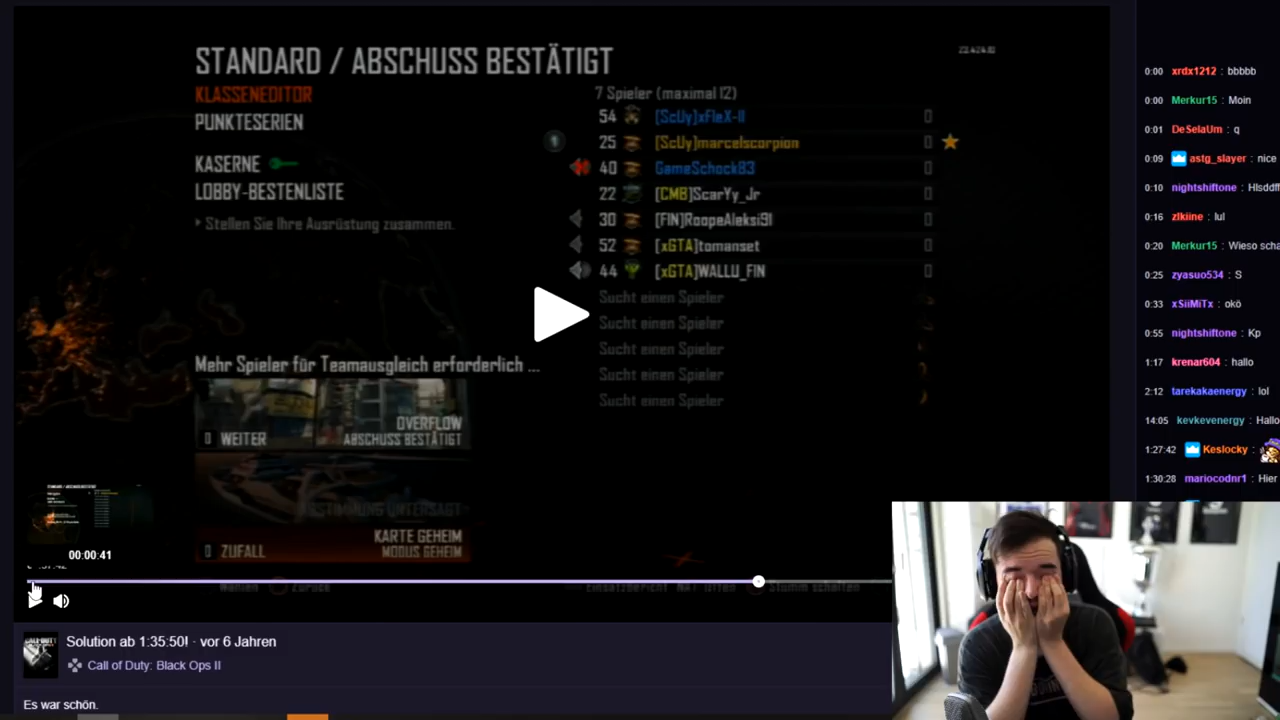 STANDARD / ABSCHUSS BESTÄTIGT
KLASSENEDITOR
PUNKTESERIEN
KASERNE
LOBBY-BESTENLISTE
Stellen Sie Ihre Ausrüstung zusammen.
7 Spieler (maximal 12)
54 [ScUy]xFleX-II 0
25 [ScUy]marcelscorpion 0
40 GameSchock83 0
22 [CMB]ScarYy_Jr 0
30 [FIN]RoopeAleksi91 0
52 [xGTA]tomanset 0
44 [xGTA]WALLU_FIN 0
Sucht einen Spieler
Sucht einen Spieler
Sucht einen Spieler
Sucht einen Spieler
Sucht einen Spieler
Mehr Spieler für Teamausgleich erforderlich ...
OVERFLOW
0 WEITER ABSCHUSS BESTÄTIGT
KARTE GEHEIM
0 ZUFALL MODUS GEHEIM
00:00:41
Wählen Zurück Stumm schalten
Solution ab 1:35:50! · vor 6 Jahren
Call of Duty: Black Ops II
Es war schön.
0:00 xrdx1212 : bbbbb
0:00 Merkur15 : Moin
0:01 DeSelaUm : q
0:09 astg_slayer : nice
0:10 nightshiftone : Hlsddff
0:16 zlkiine : lul
0:20 Merkur15 : Wieso scha
0:25 zyasuo534 : S
0:33 xSiiMiTx : okö
0:55 nightshiftone : Kp
1:17 krenar604 : hallo
2:12 tarekakaenergy : lol
14:05 kevkevenergy : Hallo
1:27:42 Keslocky :
1:30:28 mariocodnr1 : Hier